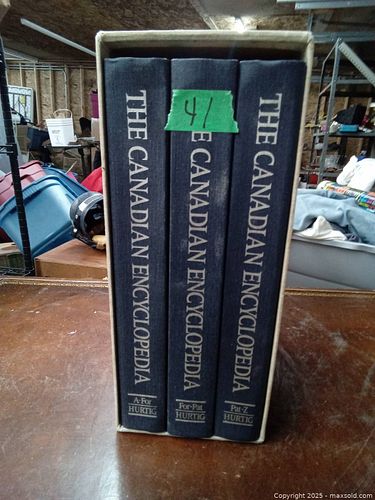 THE CANADIAN ENCYCLOPEDIA
A-For
HURTIG
41
E CANADIAN ENCYCLOPEDIA
For-Pat
HURTIG
THE CANADIAN ENCYCLOPEDIA
Pat-Z
HURTIG
Copyright 2025 - maxsold.com